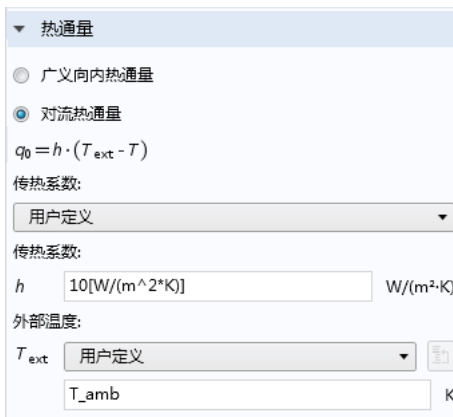 热通量
广义向内热通量
对流热通量
q₀=h·(Text-T)
传热系数:
用户定义
传热系数:
h 10[W/(m^2*K)] W/(m²·K)
外部温度:
Text 用户定义
T_amb K